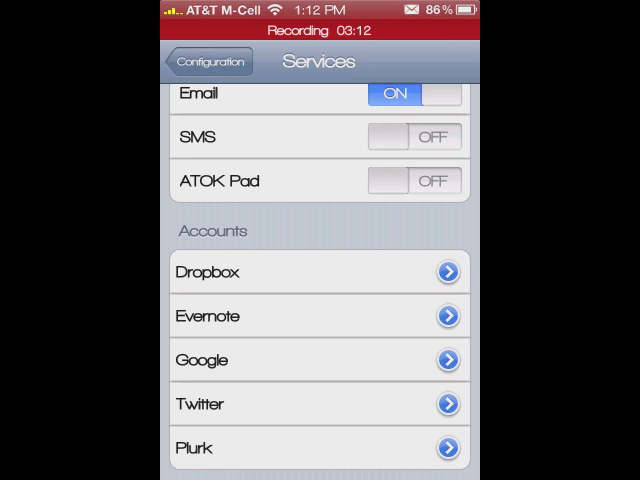 AT&T M-Cell 1:12 PM 86%
Recording 03:12
Configuration Services
Email ON
SMS OFF
ATOK Pad OFF
Accounts
Dropbox
Evernote
Google
Twitter
Plurk